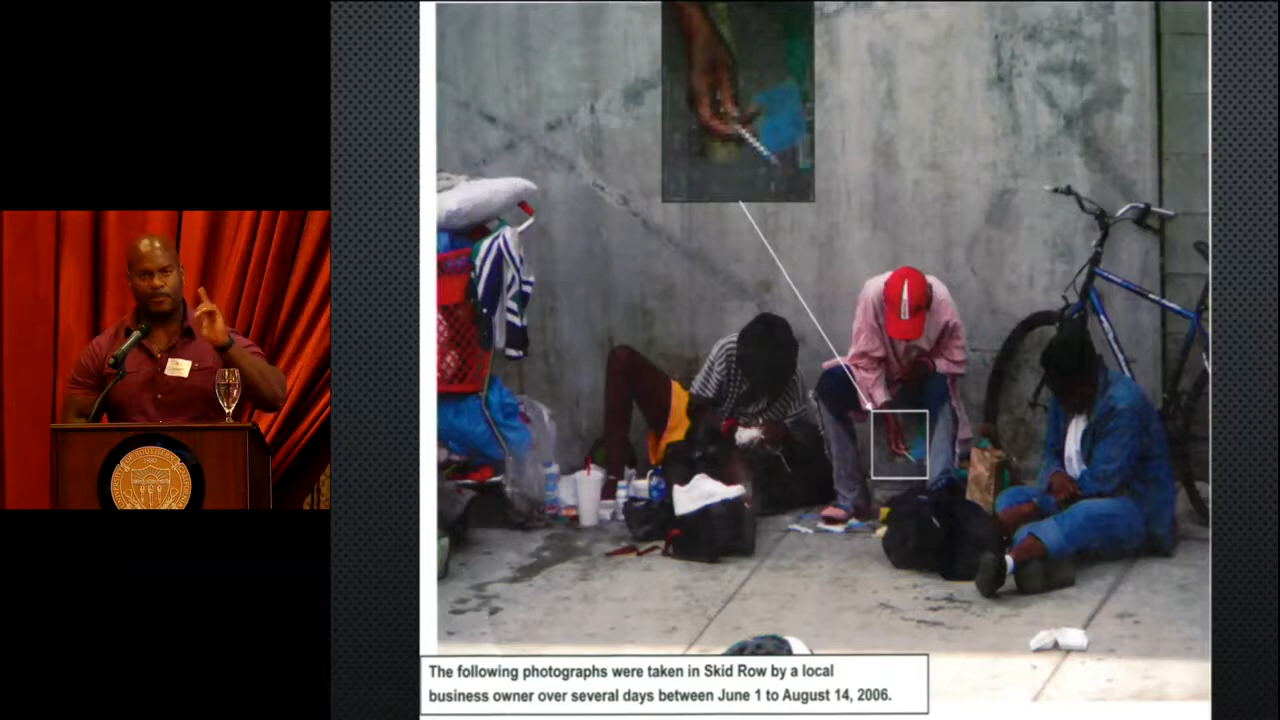 The following photographs were taken in Skid Row by a local
business owner over several days between June 1 to August 14, 2006.